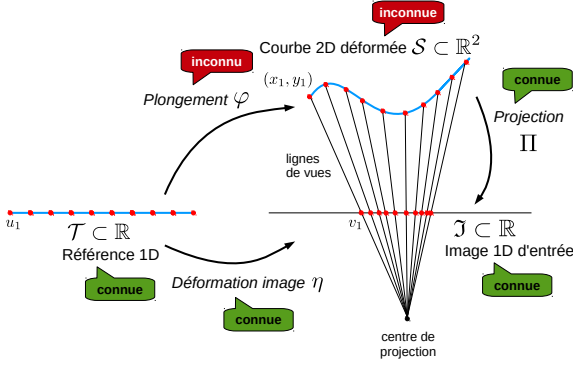 inconnue
Courbe 2D déformée 𝒮 ⊂ ℝ²
inconnu
(x₁, y₁)
Plongement φ
connue
Projection
Π
lignes
de vues
u₁
𝒯 ⊂ ℝ
Référence 1D
connue
v₁
ℑ ⊂ ℝ
Image 1D d'entrée
connue
Déformation image η
connue
centre de
projection